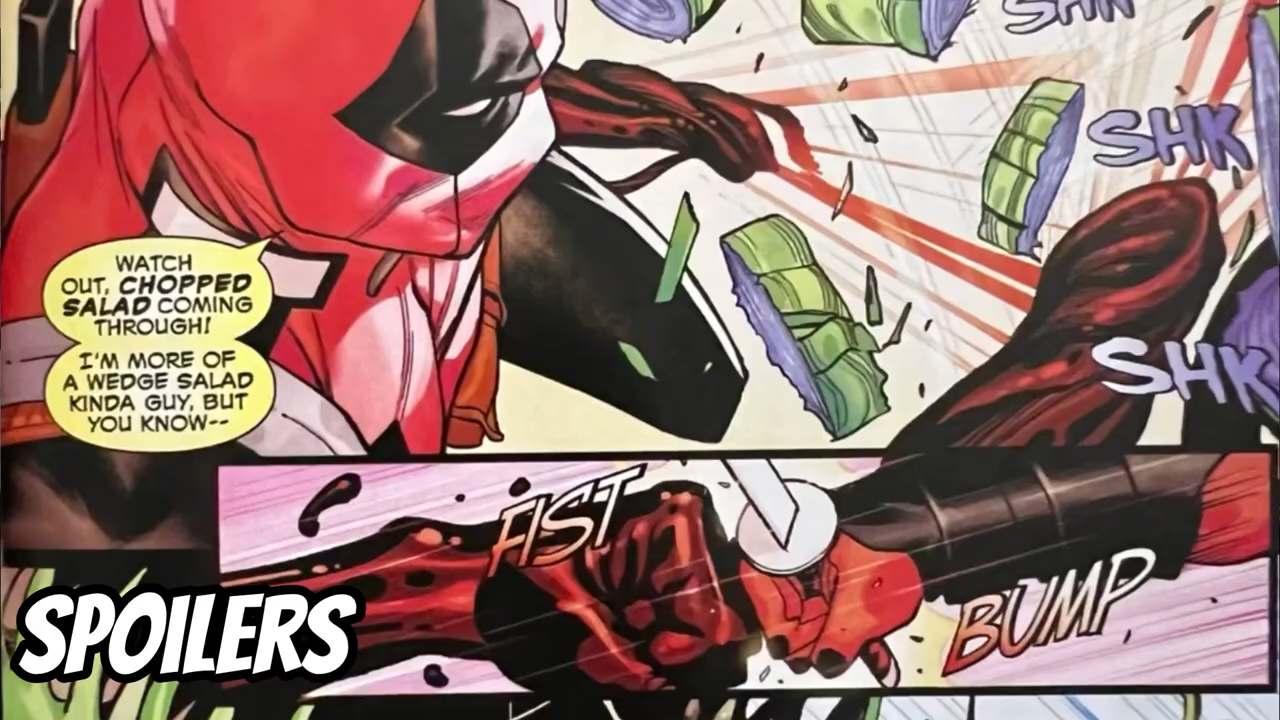 SHK
SHK
WATCH
OUT, CHOPPED
SALAD COMING
THROUGH!
I'M MORE OF
A WEDGE SALAD
KINDA GUY, BUT
YOU KNOW--
SHK
FIST
BUMP
SPOILERS